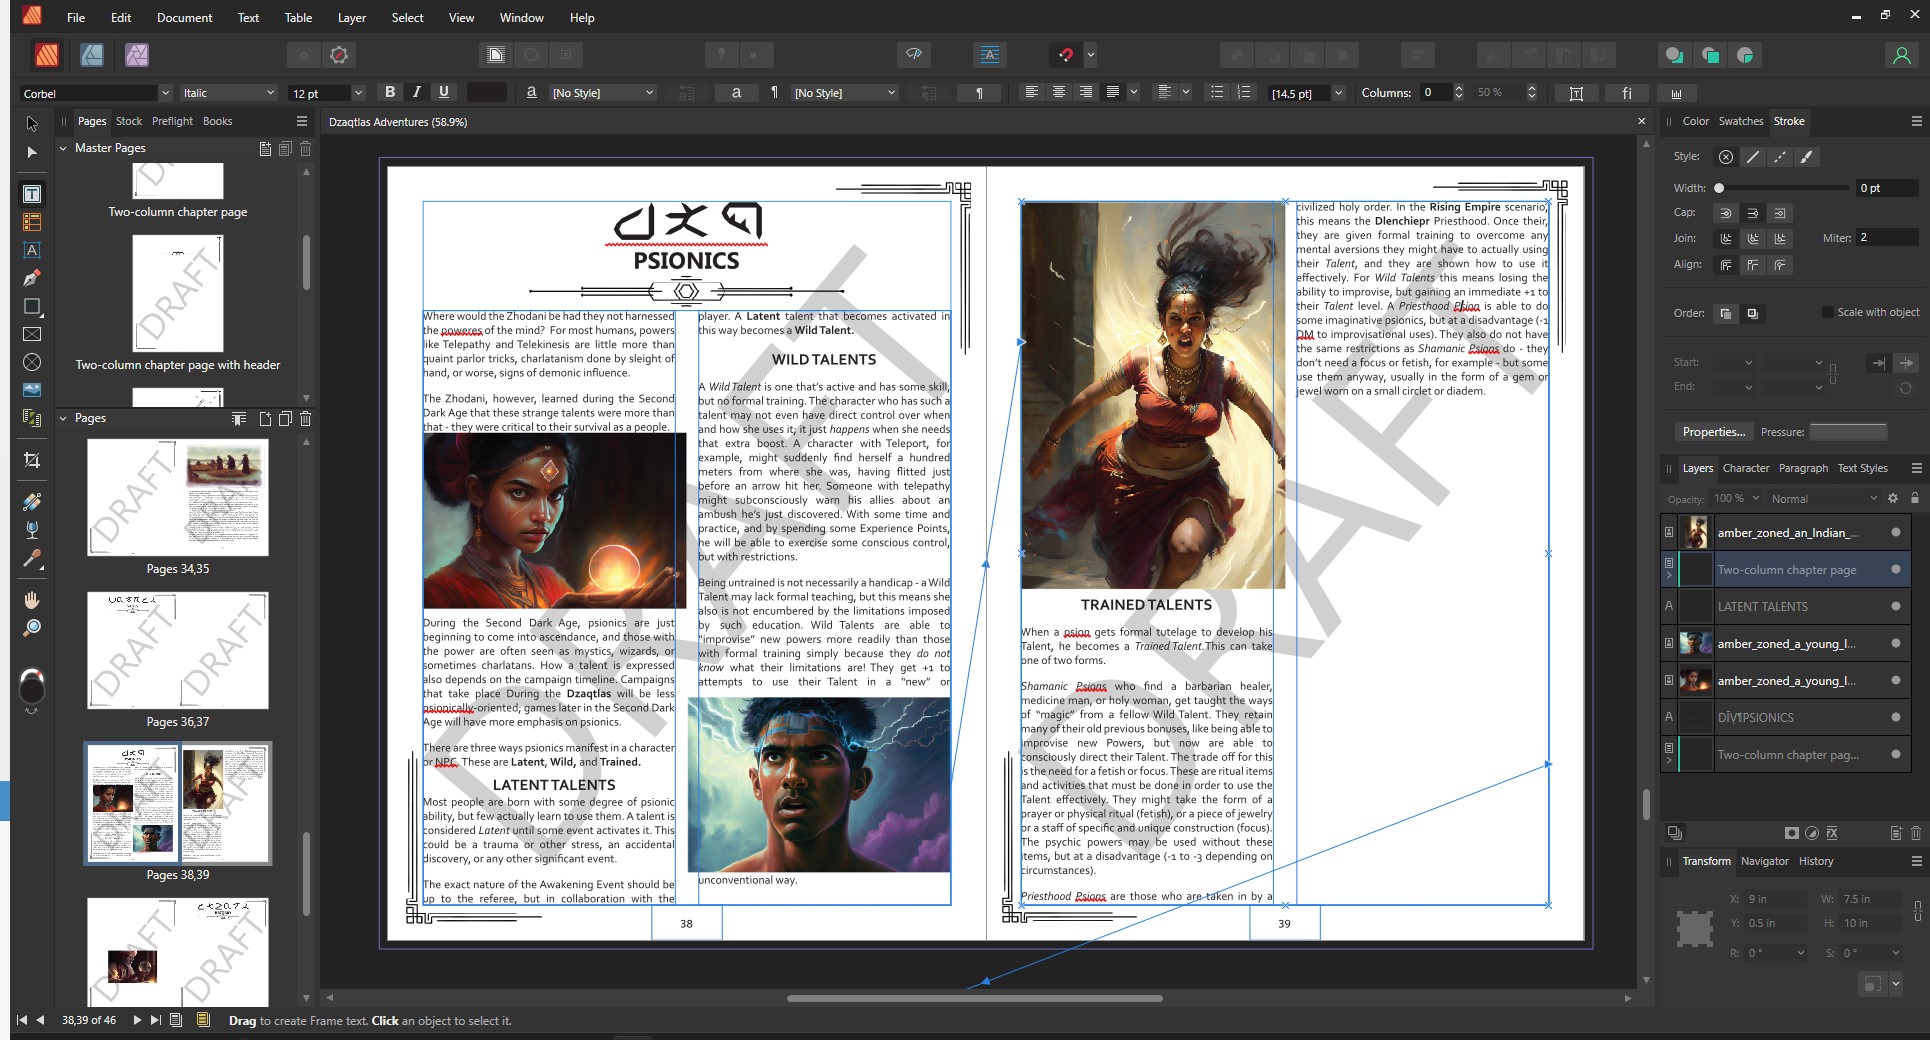 File Edit Document Text Table Layer Select View Window Help
Corbel Italic 12 pt B I U a [No Style] a ¶ [No Style] ¶ [14.5 pt] Columns: 0 50 % fi
Pages Stock Preflight Books
Master Pages
Two-column chapter page
DRAFT
Two-column chapter page with header
Pages
DRAFT DRAFT
Pages 34,35
DRAFT DRAFT
Pages 36,37
Pages 38,39
DRAFT DRAFT
38,39 of 46
Drag to create Frame text. Click an object to select it.
Dzaqtlas Adventures (58.9%)
PSIONICS
Where would the Zhodani be had they not harnessed
the poweres of the mind? For most humans, powers
like Telepathy and Telekinesis are little more than
quaint parlor tricks, charlatanism done by sleight of
hand, or worse, signs of demonic influence.
The Zhodani, however, learned during the Second
Dark Age that these strange talents were more than
that - they were critical to their survival as a people.
During the Second Dark Age, psionics are just
beginning to come into ascendance, and those with
the power are often seen as mystics, wizards, or
sometimes charlatans. How a talent is expressed
also depends on the campaign timeline. Campaigns
that take place During the Dzaqtlas will be less
psionically-oriented; games later in the Second Dark
Age will have more emphasis on psionics.
There are three ways psionics manifest in a character
or NPC. These are Latent, Wild, and Trained.
LATENT TALENTS
Most people are born with some degree of psionic
ability, but few actually learn to use them. A talent is
considered Latent until some event activates it. This
could be a trauma or other stress, an accidental
discovery, or any other significant event.
The exact nature of the Awakening Event should be
up to the referee, but in collaboration with the
player. A Latent talent that becomes activated in
this way becomes a Wild Talent.
WILD TALENTS
A Wild Talent is one that's active and has some skill,
but no formal training. The character who has such a
talent may not even have direct control over when
and how she uses it; it just happens when she needs
that extra boost. A character with Teleport, for
example, might suddenly find herself a hundred
meters from where she was, having flitted just
before an arrow hit her. Someone with telepathy
might subconsciously warn his allies about an
ambush he's just discovered. With some time and
practice, and by spending some Experience Points,
he will be able to exercise some conscious control,
but with restrictions.
Being untrained is not necessarily a handicap - a Wild
Talent may lack formal teaching, but this means she
also is not encumbered by the limitations imposed
by such education. Wild Talents are able to
"improvise" new powers more readily than those
with formal training simply because they do not
know what their limitations are! They get +1 to
attempts to use their Talent in a "new" or
unconventional way.
38
DRAFT
TRAINED TALENTS
When a psion gets formal tutelage to develop his
Talent, he becomes a Trained Talent. This can take
one of two forms.
Shamanic Psions who find a barbarian healer,
medicine man, or holy woman, get taught the ways
of "magic" from a fellow Wild Talent. They retain
many of their old previous bonuses, like being able to
improvise new Powers, but now are able to
consciously direct their Talent. The trade off for this
is the need for a fetish or focus. These are ritual items
and activities that must be done in order to use the
Talent effectively. They might take the form of a
prayer or physical ritual (fetish), or a piece of jewelry
or a staff of specific and unique construction (focus).
The psychic powers may be used without these
items, but at a disadvantage (-1 to -3 depending on
circumstances).
Priesthood Psions are those who are taken in by a
civilized holy order. In the Rising Empire scenario,
this means the Dlenchiepr Priesthood. Once their,
they are given formal training to overcome any
mental aversions they might have to actually using
their Talent, and they are shown how to use it
effectively. For Wild Talents this means losing the
ability to improvise, but gaining an immediate +1 to
their Talent level. A Priesthood Psion is able to do
some imaginative psionics, but at a disadvantage (-1
DM to improvisational uses). They also do not have
the same restrictions as Shamanic Psions do - they
don't need a focus or fetish, for example - but some
use them anyway, usually in the form of a gem or
jewel worn on a small circlet or diadem.
39
DRAFT
Color Swatches Stroke
Style:
Width: 0 pt
Cap:
Join: Miter: 2
Align:
Order: Scale with object
Start:
End:
Properties... Pressure:
Layers Character Paragraph Text Styles
Opacity: 100 % Normal
amber_zoned_an_Indian_...
Two-column chapter page
LATENT TALENTS
amber_zoned_a_young_I...
amber_zoned_a_young_I...
DĪV¶PSIONICS
Two-column chapter pag...
Transform Navigator History
X: 9 in W: 7.5 in
Y: 0.5 in H: 10 in
R: 0 ° S: 0 °